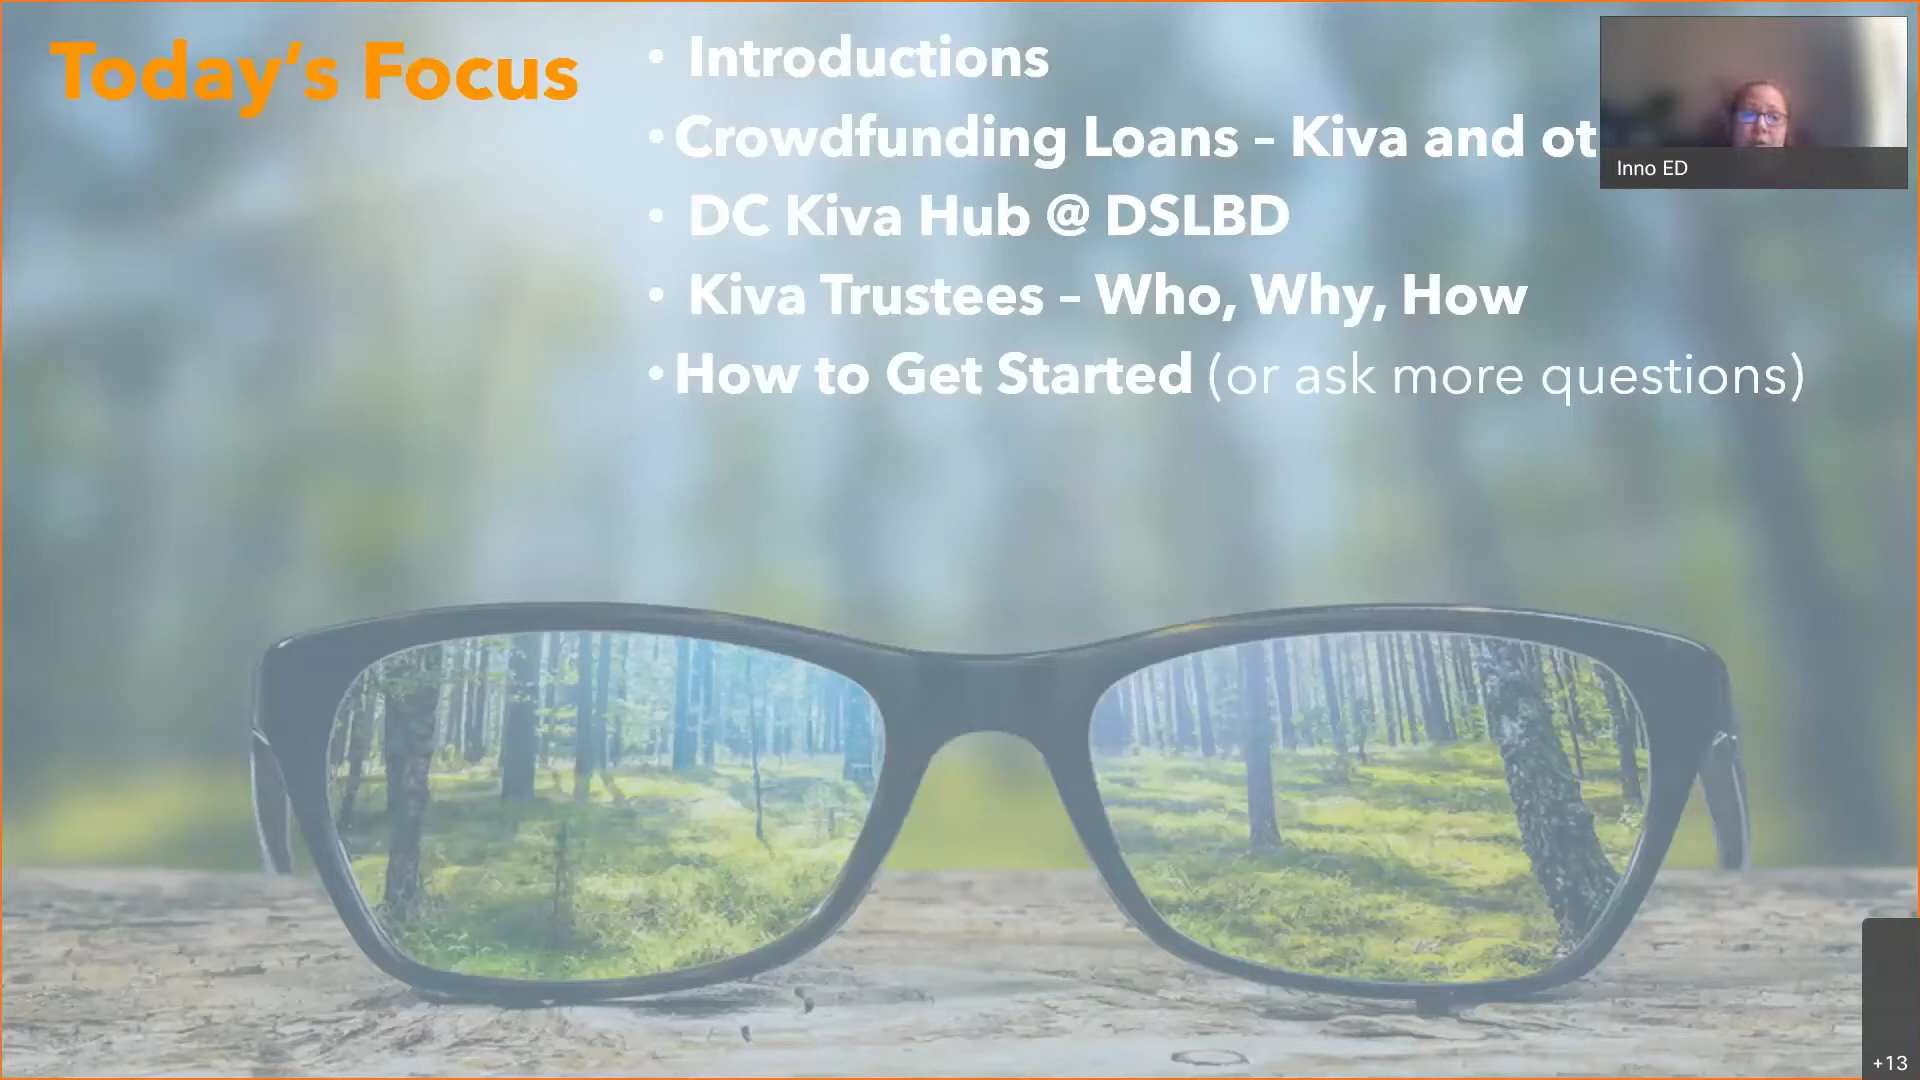 Today's Focus
• Introductions
• Crowdfunding Loans – Kiva and ot
• DC Kiva Hub @ DSLBD
• Kiva Trustees – Who, Why, How
• How to Get Started (or ask more questions)
Inno ED
+13